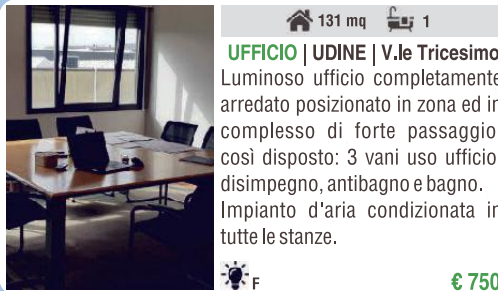 131 mq 1
UFFICIO | UDINE | V.le Tricesimo
Luminoso ufficio completamente
arredato posizionato in zona ed in
complesso di forte passaggio
così disposto: 3 vani uso ufficio
disimpegno, antibagno e bagno.
Impianto d'aria condizionata in
tutte le stanze.
F € 750